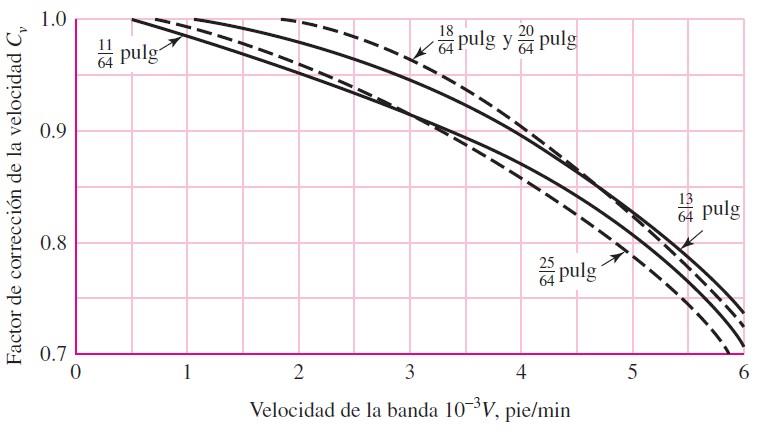 Factor de corrección de la velocidad Cv
1.0
0.9
0.8
0.7
11/64 pulg
18/64 pulg y 20/64 pulg
13/64 pulg
25/64 pulg
0 1 2 3 4 5 6
Velocidad de la banda 10⁻³V, pie/min